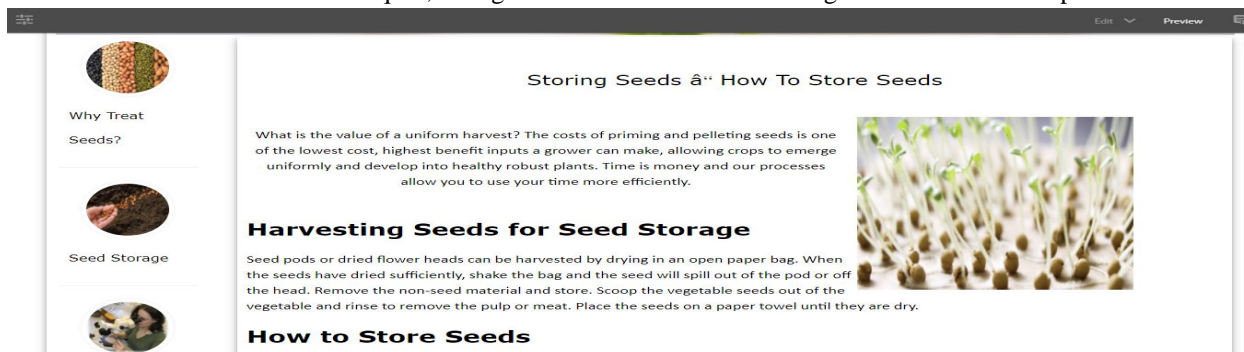 Edit
Preview
Why Treat
Seeds?
Seed Storage
Storing Seeds â“ How To Store Seeds
What is the value of a uniform harvest? The costs of priming and pelleting seeds is one
of the lowest cost, highest benefit inputs a grower can make, allowing crops to emerge
uniformly and develop into healthy robust plants. Time is money and our processes
allow you to use your time more efficiently.
Harvesting Seeds for Seed Storage
Seed pods or dried flower heads can be harvested by drying in an open paper bag. When
the seeds have dried sufficiently, shake the bag and the seed will spill out of the pod or off
the head. Remove the non-seed material and store. Scoop the vegetable seeds out of the
vegetable and rinse to remove the pulp or meat. Place the seeds on a paper towel until they are dry.
How to Store Seeds